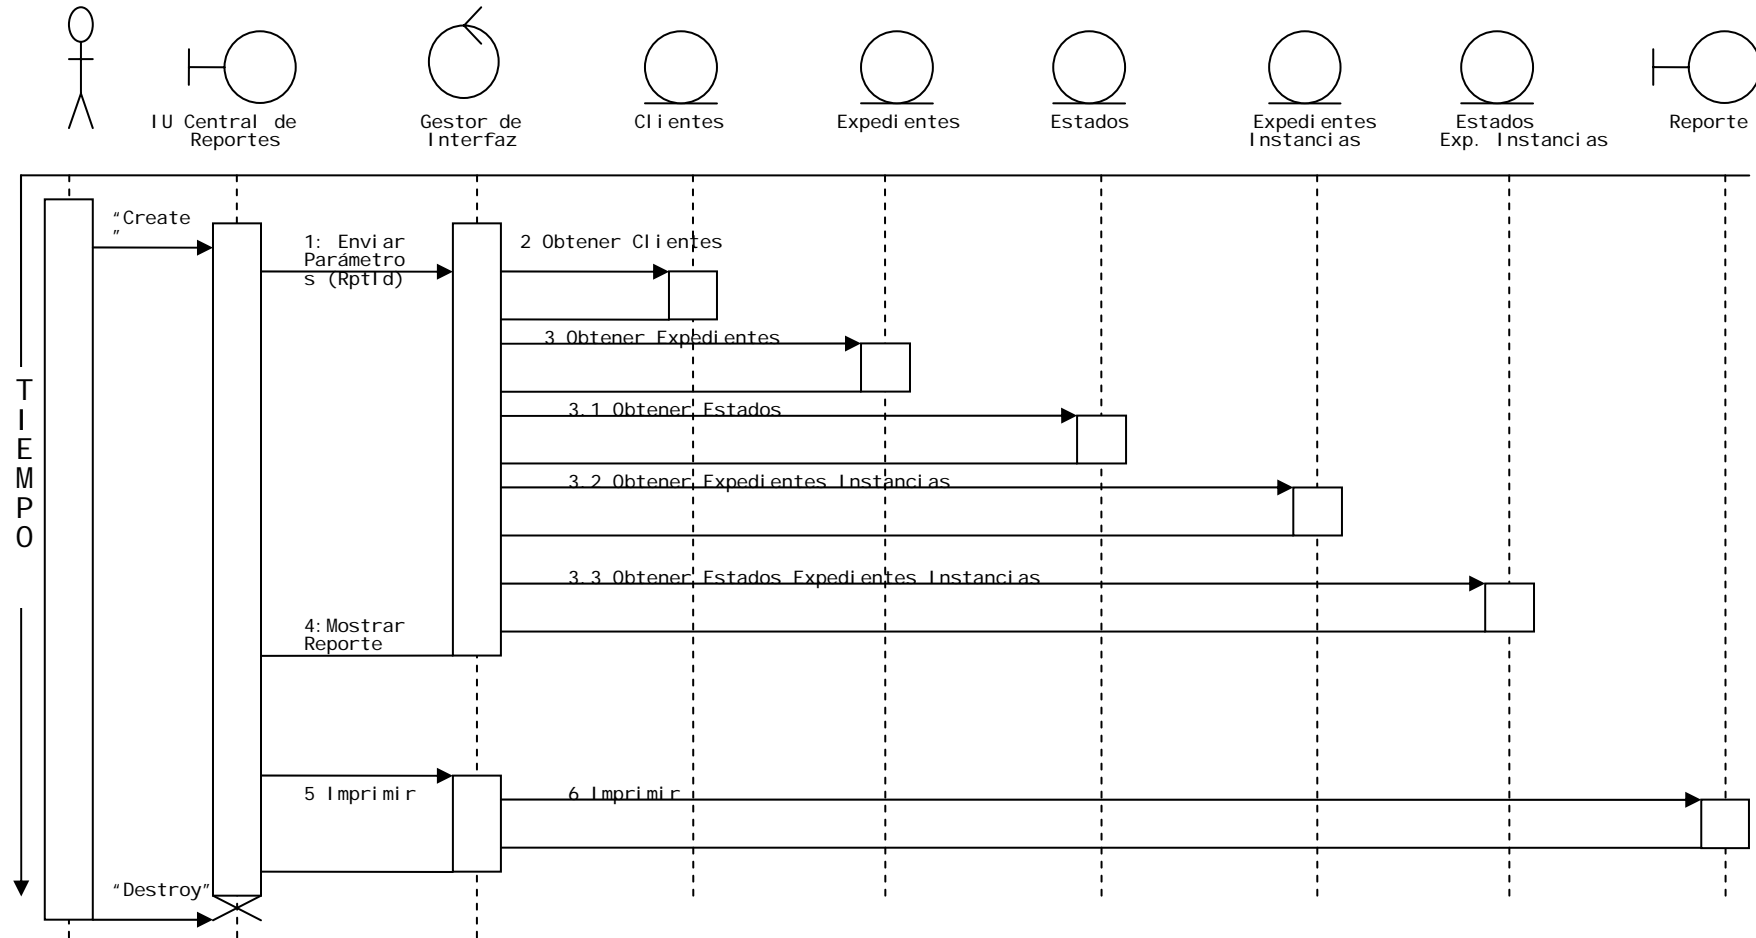 IU Central de
Reportes
Gestor de
Interfaz
Clientes
Expedientes
Estados
Expedientes
Instancias
Estados
Exp. Instancias
Reporte
“Create
”
1: Enviar
Parámetro
s (RptId)
2 Obtener Clientes
3 Obtener Expedientes
3.1 Obtener Estados
3.2 Obtener Expedientes Instancias
3.3 Obtener Estados Expedientes Instancias
4:Mostrar
Reporte
5 Imprimir
6 Imprimir
“Destroy”
T
I
E
M
P
O